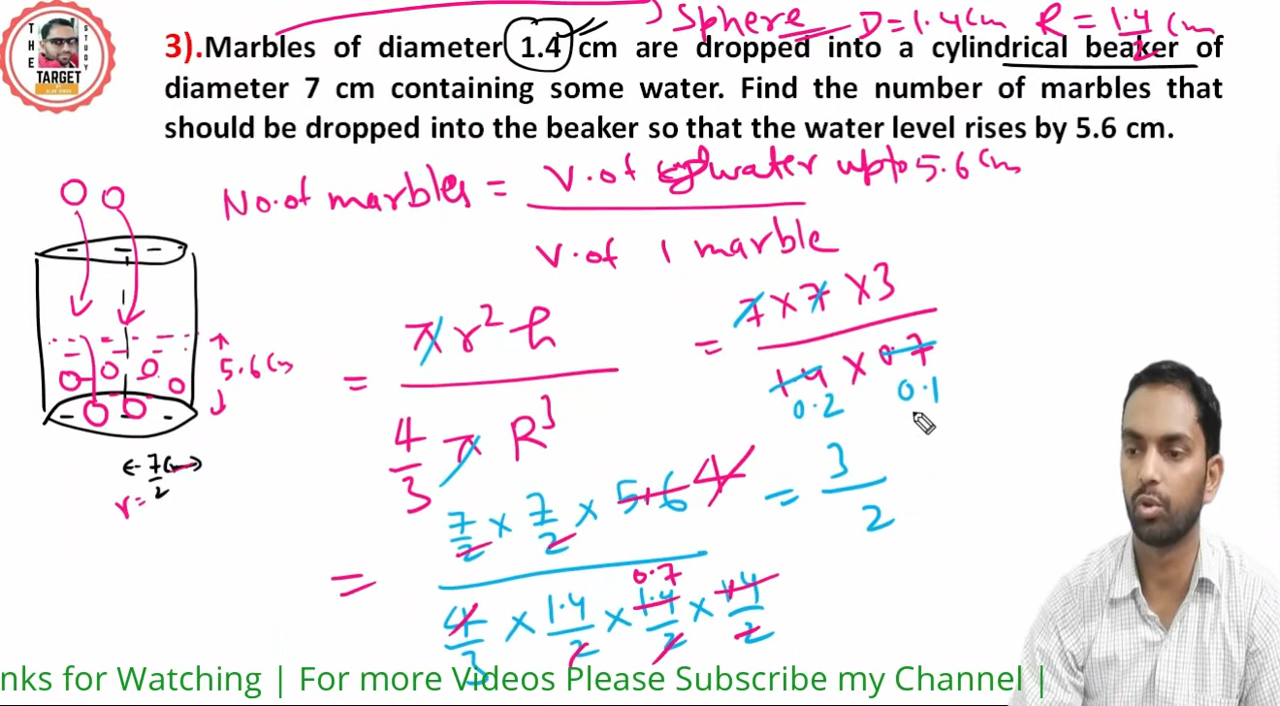 THE STUDY
TARGET
BY
Sphere D=1.4cm R=1.4/2 cm
3).Marbles of diameter 1.4 cm are dropped into a cylindrical beaker of
diameter 7 cm containing some water. Find the number of marbles that
should be dropped into the beaker so that the water level rises by 5.6 cm.
No.of marbles = V.of water upto 5.6 cm / V.of 1 marble
5.6 cm
7cm
r=7/2
= πr²h / 4/3 π R³
= 7/2 × 7/2 × 5.6 4 / 4/3 × 1.4/2 × 1.4/2 × 1.4/2
0.7
= 7×7×3 / 1.4×0.7
0.2 0.1
= 3/2
nks for Watching | For more Videos Please Subscribe my Channel |